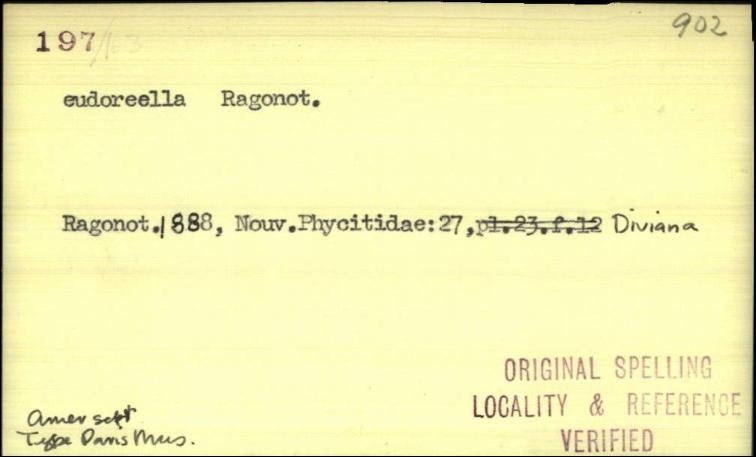 902
197/163
eudoreella Ragonot.
Ragonot.1888, Nouv.Phycitidae:27,pl.23.f.12 Diviana
ORIGINAL SPELLING
LOCALITY & REFERENCE
VERIFIED
Amer sept.
Type Paris Mus.